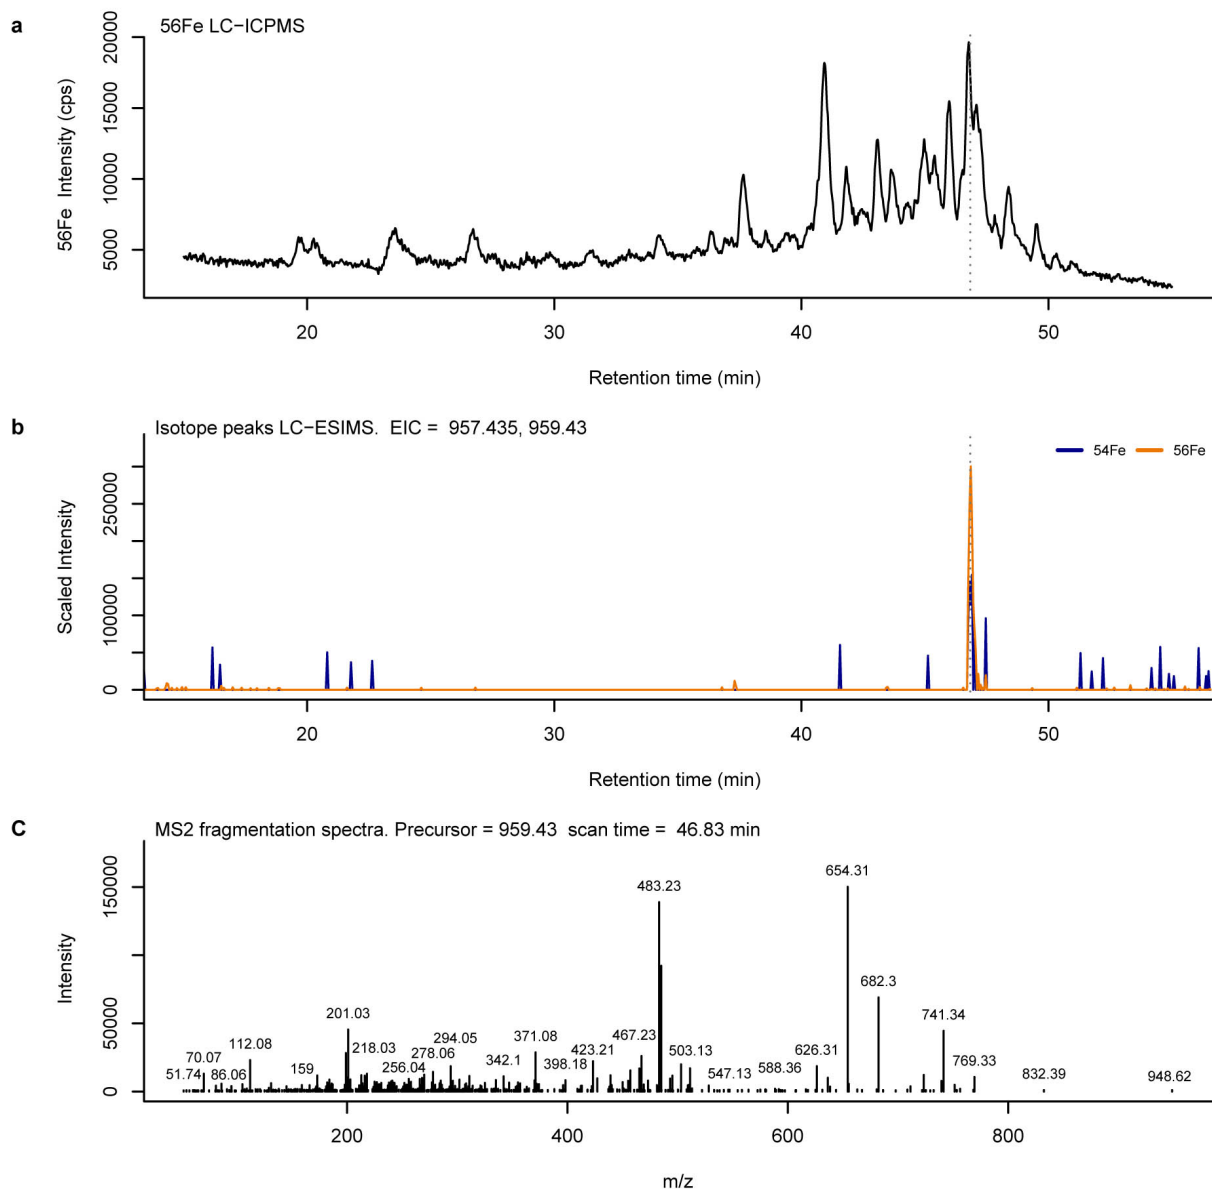 a
56Fe LC−ICPMS
56Fe Intensity (cps)
20000
15000
10000
5000
20 30 40 50
Retention time (min)
b
Isotope peaks LC−ESIMS. EIC = 957.435, 959.43
54Fe 56Fe
Scaled Intensity
250000
100000
0
20 30 40 50
Retention time (min)
C
MS2 fragmentation spectra. Precursor = 959.43 scan time = 46.83 min
Intensity
150000
50000
0
654.31
483.23
682.3
201.03
741.34
112.08
294.05
371.08
218.03
467.23
70.07
278.06
423.21
503.13
626.31
51.74
86.06
159
256.04
342.1
398.18
547.13
588.36
769.33
832.39
948.62
200 400 600 800
m/z